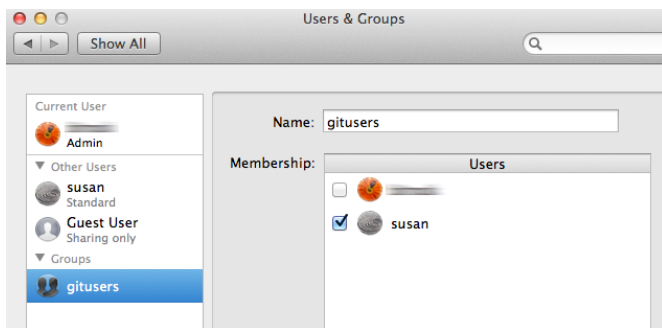 Users & Groups
Show All
Current User
Admin
Other Users
susan
Standard
Guest User
Sharing only
Groups
gitusers
Name: gitusers
Membership: Users
susan